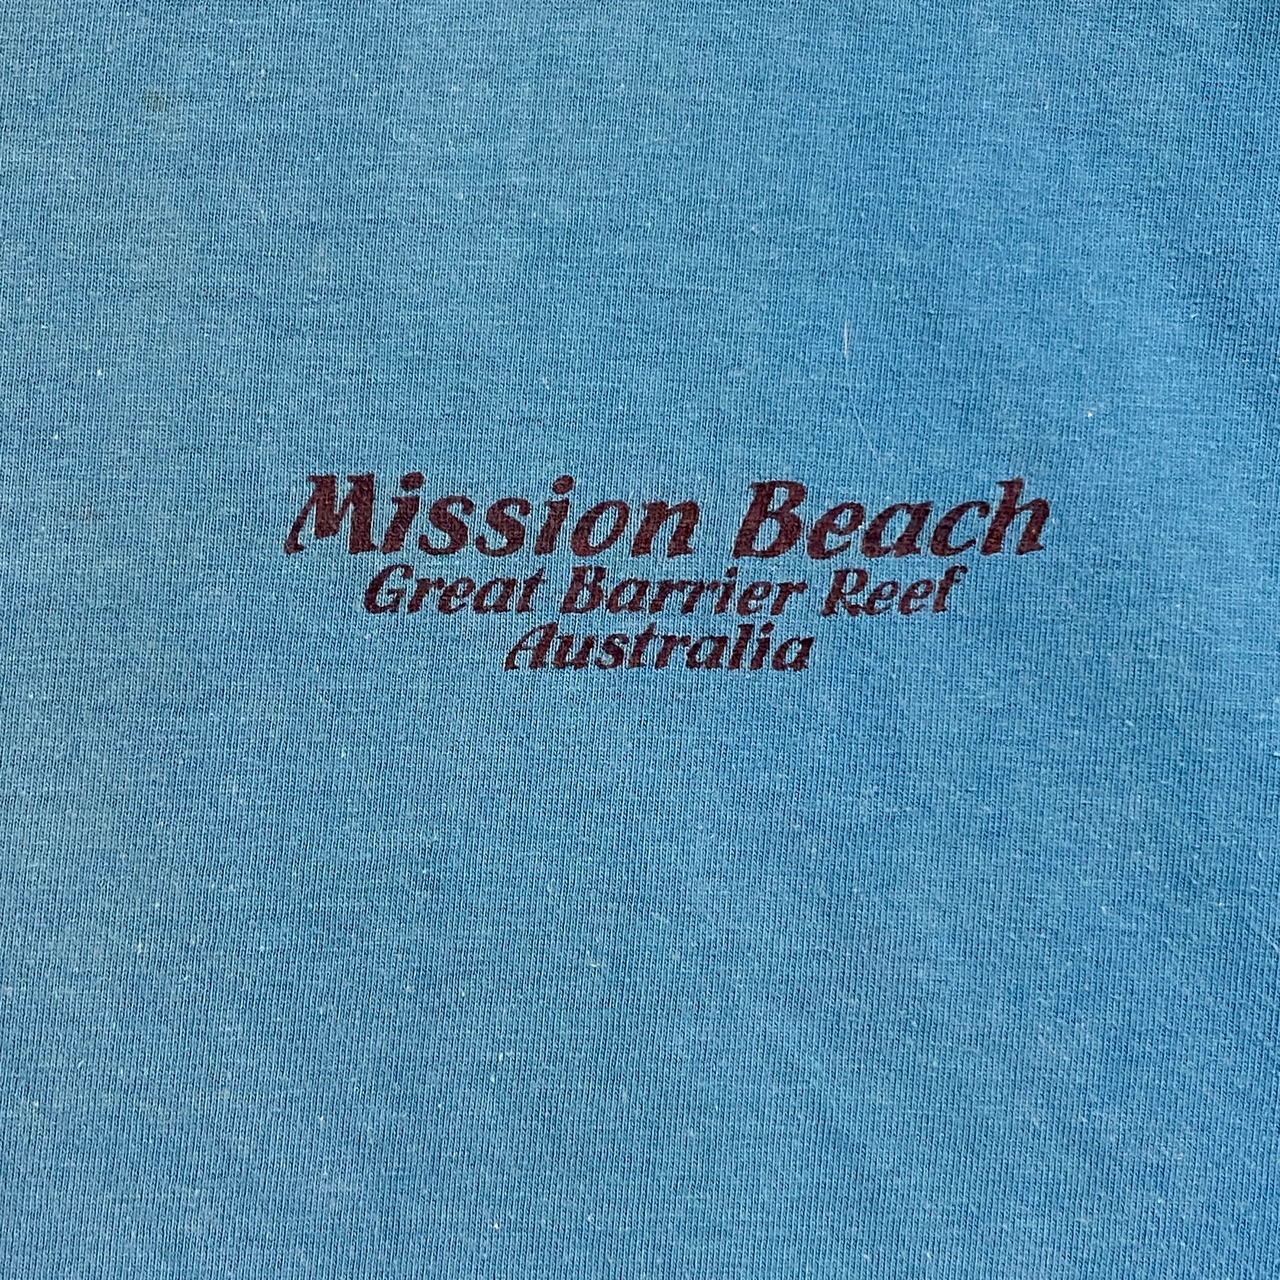 Mission Beach
Great Barrier Reef
Australia